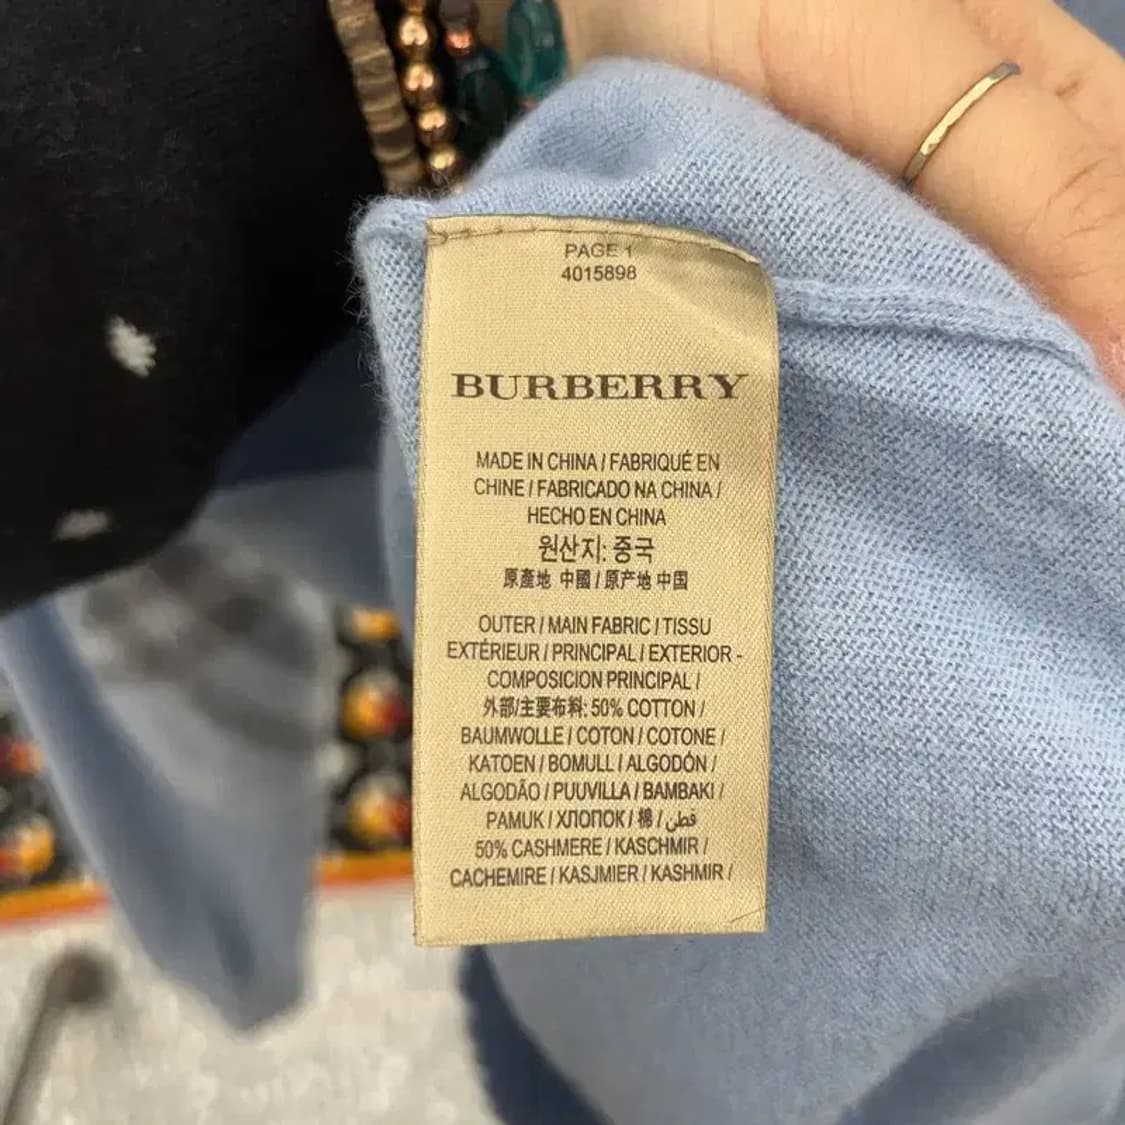 PAGE 1
4015898
BURBERRY
MADE IN CHINA / FABRIQUÉ EN
CHINE / FABRICADO NA CHINA /
HECHO EN CHINA
원산지: 중국
原產地 中國 / 原产地 中国
OUTER / MAIN FABRIC / TISSU
EXTÉRIEUR / PRINCIPAL / EXTERIOR -
COMPOSICION PRINCIPAL /
外部/主要布料: 50% COTTON /
BAUMWOLLE / COTON / COTONE /
KATOEN / BOMULL / ALGODÓN /
ALGODÃO / PUUVILLA / BAMBAKI /
PAMUK / ХЛОПОК / 棉 / قطن /
50% CASHMERE / KASCHMIR /
CACHEMIRE / KASJMIER / KASHMIR /